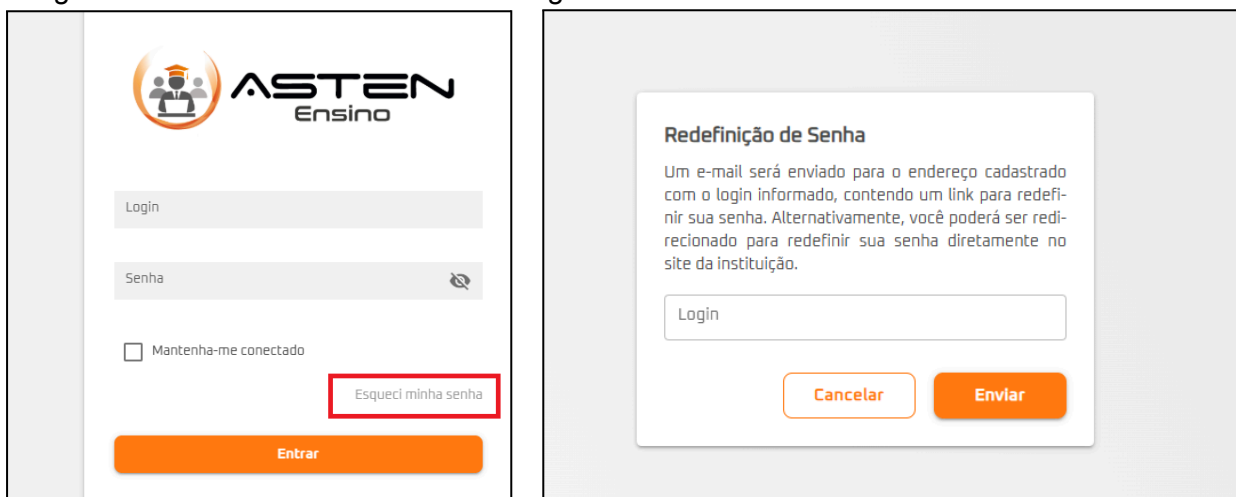 ASTEN
Ensino
Login
Senha
Mantenha-me conectado
Esqueci minha senha
Entrar
Redefinição de Senha
Um e-mail será enviado para o endereço cadastrado
com o login informado, contendo um link para redefi-
nir sua senha. Alternativamente, você poderá ser redi-
recionado para redefinir sua senha diretamente no
site da instituição.
Login
Cancelar
Enviar